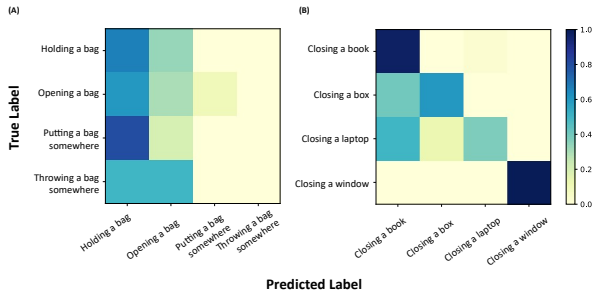 (A)
(B)
True Label
Holding a bag
Opening a bag
Putting a bag
somewhere
Throwing a bag
somewhere
Holding a bag
Opening a bag
Putting a bag
somewhere
Throwing a bag
somewhere
Closing a book
Closing a box
Closing a laptop
Closing a window
Closing a book
Closing a box
Closing a laptop
Closing a window
1.0
0.8
0.6
0.4
0.2
0.0
Predicted Label